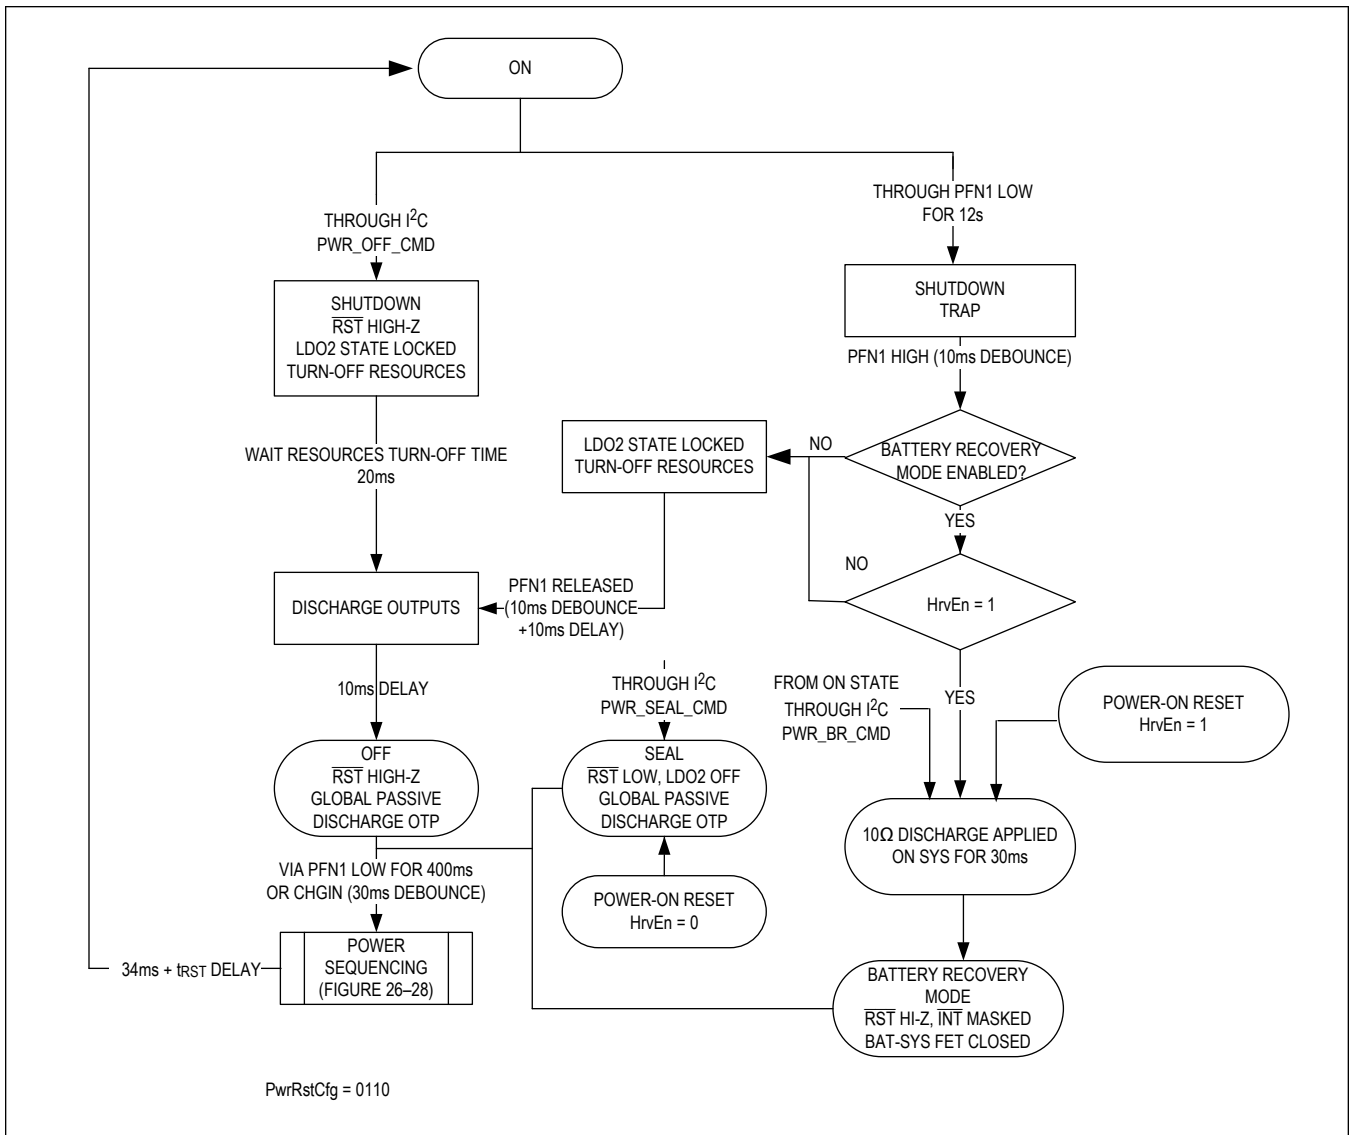 ON
THROUGH I²C
PWR_OFF_CMD
THROUGH PFN1 LOW
FOR 12s
SHUTDOWN
R̅S̅T̅ HIGH-Z
LDO2 STATE LOCKED
TURN-OFF RESOURCES
SHUTDOWN
TRAP
PFN1 HIGH (10ms DEBOUNCE)
WAIT RESOURCES TURN-OFF TIME
20ms
LDO2 STATE LOCKED
TURN-OFF RESOURCES
NO
BATTERY RECOVERY
MODE ENABLED?
YES
NO
HrvEn = 1
DISCHARGE OUTPUTS
PFN1 RELEASED
(10ms DEBOUNCE
+10ms DELAY)
10ms DELAY
THROUGH I²C
PWR_SEAL_CMD
FROM ON STATE
THROUGH I²C
PWR_BR_CMD
YES
POWER-ON RESET
HrvEn = 1
OFF
R̅S̅T̅ HIGH-Z
GLOBAL PASSIVE
DISCHARGE OTP
SEAL
R̅S̅T̅ LOW, LDO2 OFF
GLOBAL PASSIVE
DISCHARGE OTP
10Ω DISCHARGE APPLIED
ON SYS FOR 30ms
VIA PFN1 LOW FOR 400ms
OR CHGIN (30ms DEBOUNCE)
POWER-ON RESET
HrvEn = 0
34ms + tRST DELAY
POWER
SEQUENCING
(FIGURE 26–28)
BATTERY RECOVERY
MODE
R̅S̅T̅ HI-Z, I̅N̅T̅ MASKED
BAT-SYS FET CLOSED
PwrRstCfg = 0110